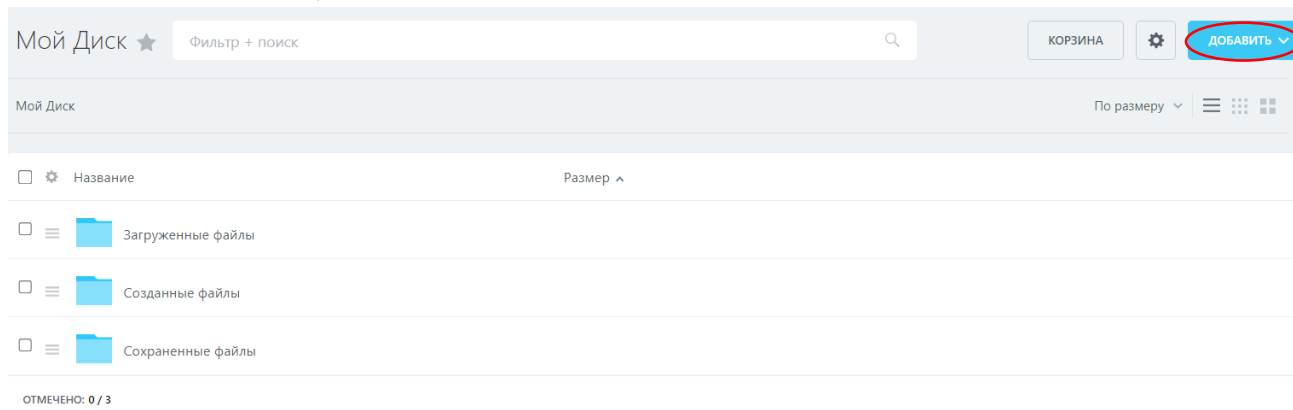 Мой Диск
Фильтр + поиск
КОРЗИНА
ДОБАВИТЬ
Мой Диск
По размеру
Название
Размер
Загруженные файлы
Созданные файлы
Сохраненные файлы
ОТМЕЧЕНО: 0 / 3